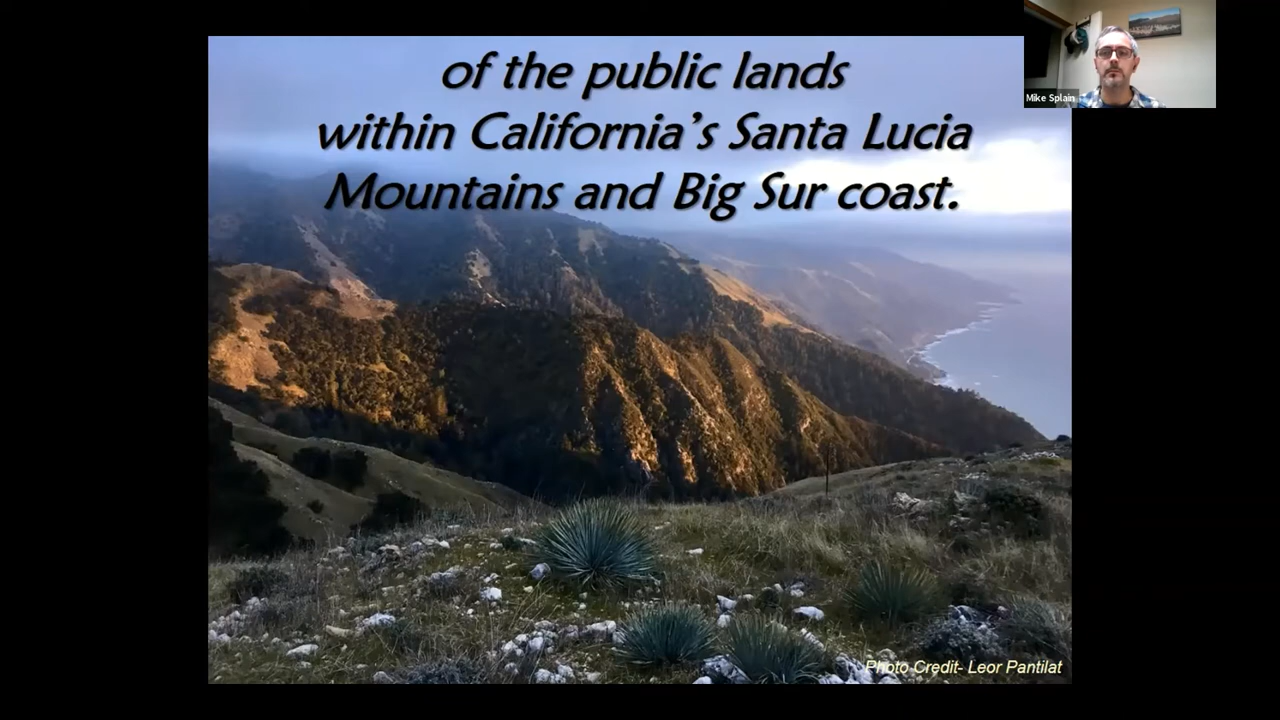 of the public lands
within California’s Santa Lucia
Mountains and Big Sur coast.
Mike Splain
Photo Credit- Leor Pantilat